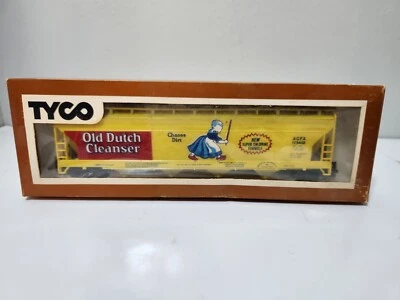 TYCO
Old Dutch
Cleanser
Chases
Dirt
NEW
SUPER CHLORINE
FORMULA